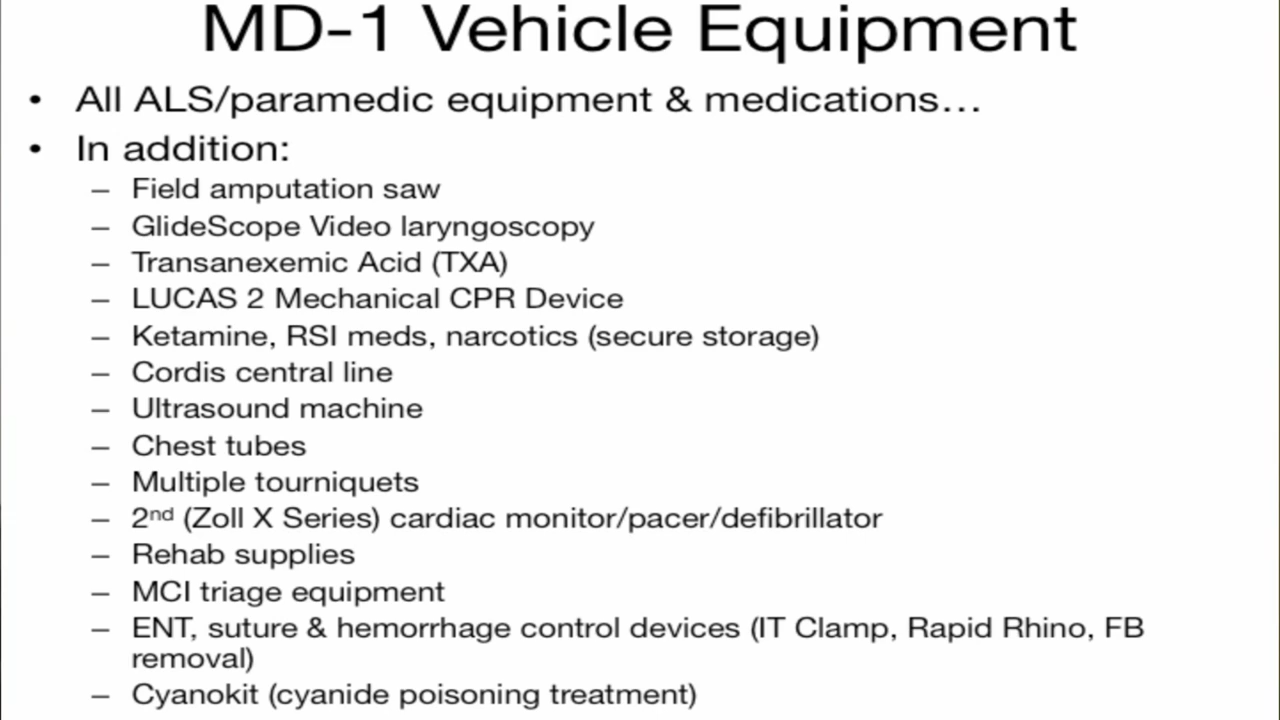 MD-1 Vehicle Equipment
• All ALS/paramedic equipment & medications…
• In addition:
– Field amputation saw
– GlideScope Video laryngoscopy
– Transanexemic Acid (TXA)
– LUCAS 2 Mechanical CPR Device
– Ketamine, RSI meds, narcotics (secure storage)
– Cordis central line
– Ultrasound machine
– Chest tubes
– Multiple tourniquets
– 2nd (Zoll X Series) cardiac monitor/pacer/defibrillator
– Rehab supplies
– MCI triage equipment
– ENT, suture & hemorrhage control devices (IT Clamp, Rapid Rhino, FB
removal)
– Cyanokit (cyanide poisoning treatment)